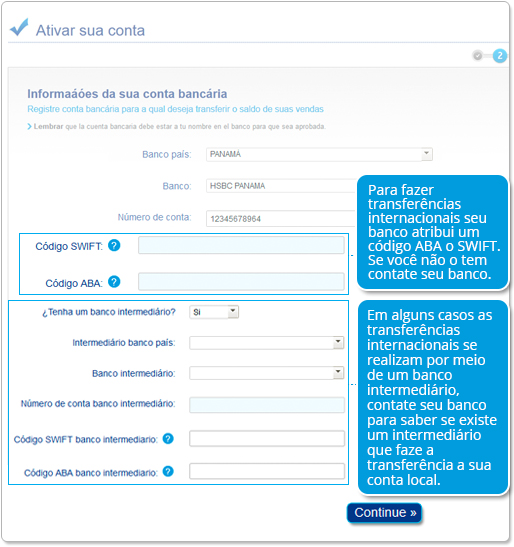 Ativar sua conta
2
Informaáóes da sua conta bancária
Registre conta bancária para a qual deseja transferir o saldo de suas vendas
Lembrar que la cuenta bancaria debe estar a tu nombre en el banco para que sea aprobada.
Banco país: PANAMÁ
Banco: HSBC PANAMA
Número de conta: 12345678964
Código SWIFT: ?
Código ABA: ?
Para fazer
transferências
internacionais seu
banco atribui um
código ABA o SWIFT.
Se você não o tem
contate seu banco.
¿Tenha um banco intermediário? Si
Intermediário banco país:
Banco intermediário:
Número de conta banco intermediário:
Código SWIFT banco intermediario: ?
Código ABA banco intermediario: ?
Em alguns casos as
transferências
internacionais se
realizam por meio
de um banco
intermediário,
contate seu banco
para saber se existe
um intermediário
que faze a
transferência a sua
conta local.
Continue »